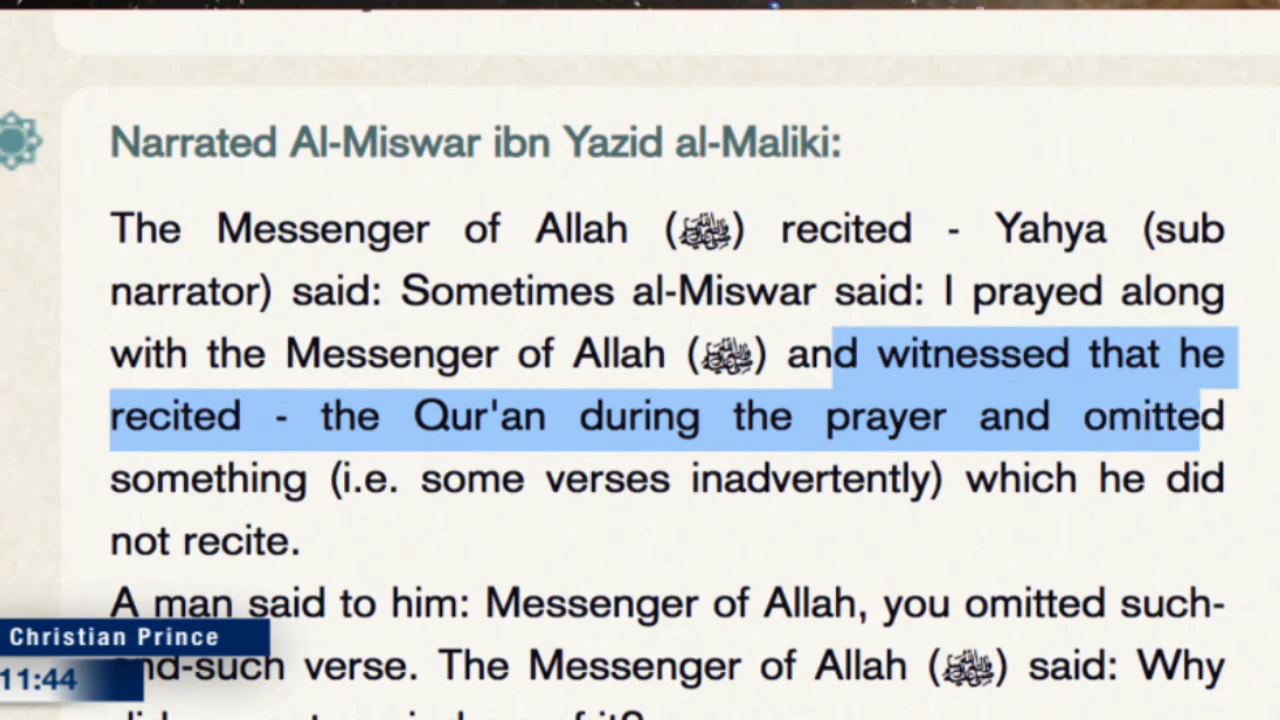 Narrated Al-Miswar ibn Yazid al-Maliki:
The Messenger of Allah (ﷺ) recited - Yahya (sub
narrator) said: Sometimes al-Miswar said: I prayed along
with the Messenger of Allah (ﷺ) and witnessed that he
recited - the Qur'an during the prayer and omitted
something (i.e. some verses inadvertently) which he did
not recite.
A man said to him: Messenger of Allah, you omitted such-
and-such verse. The Messenger of Allah (ﷺ) said: Why
Christian Prince
11:44